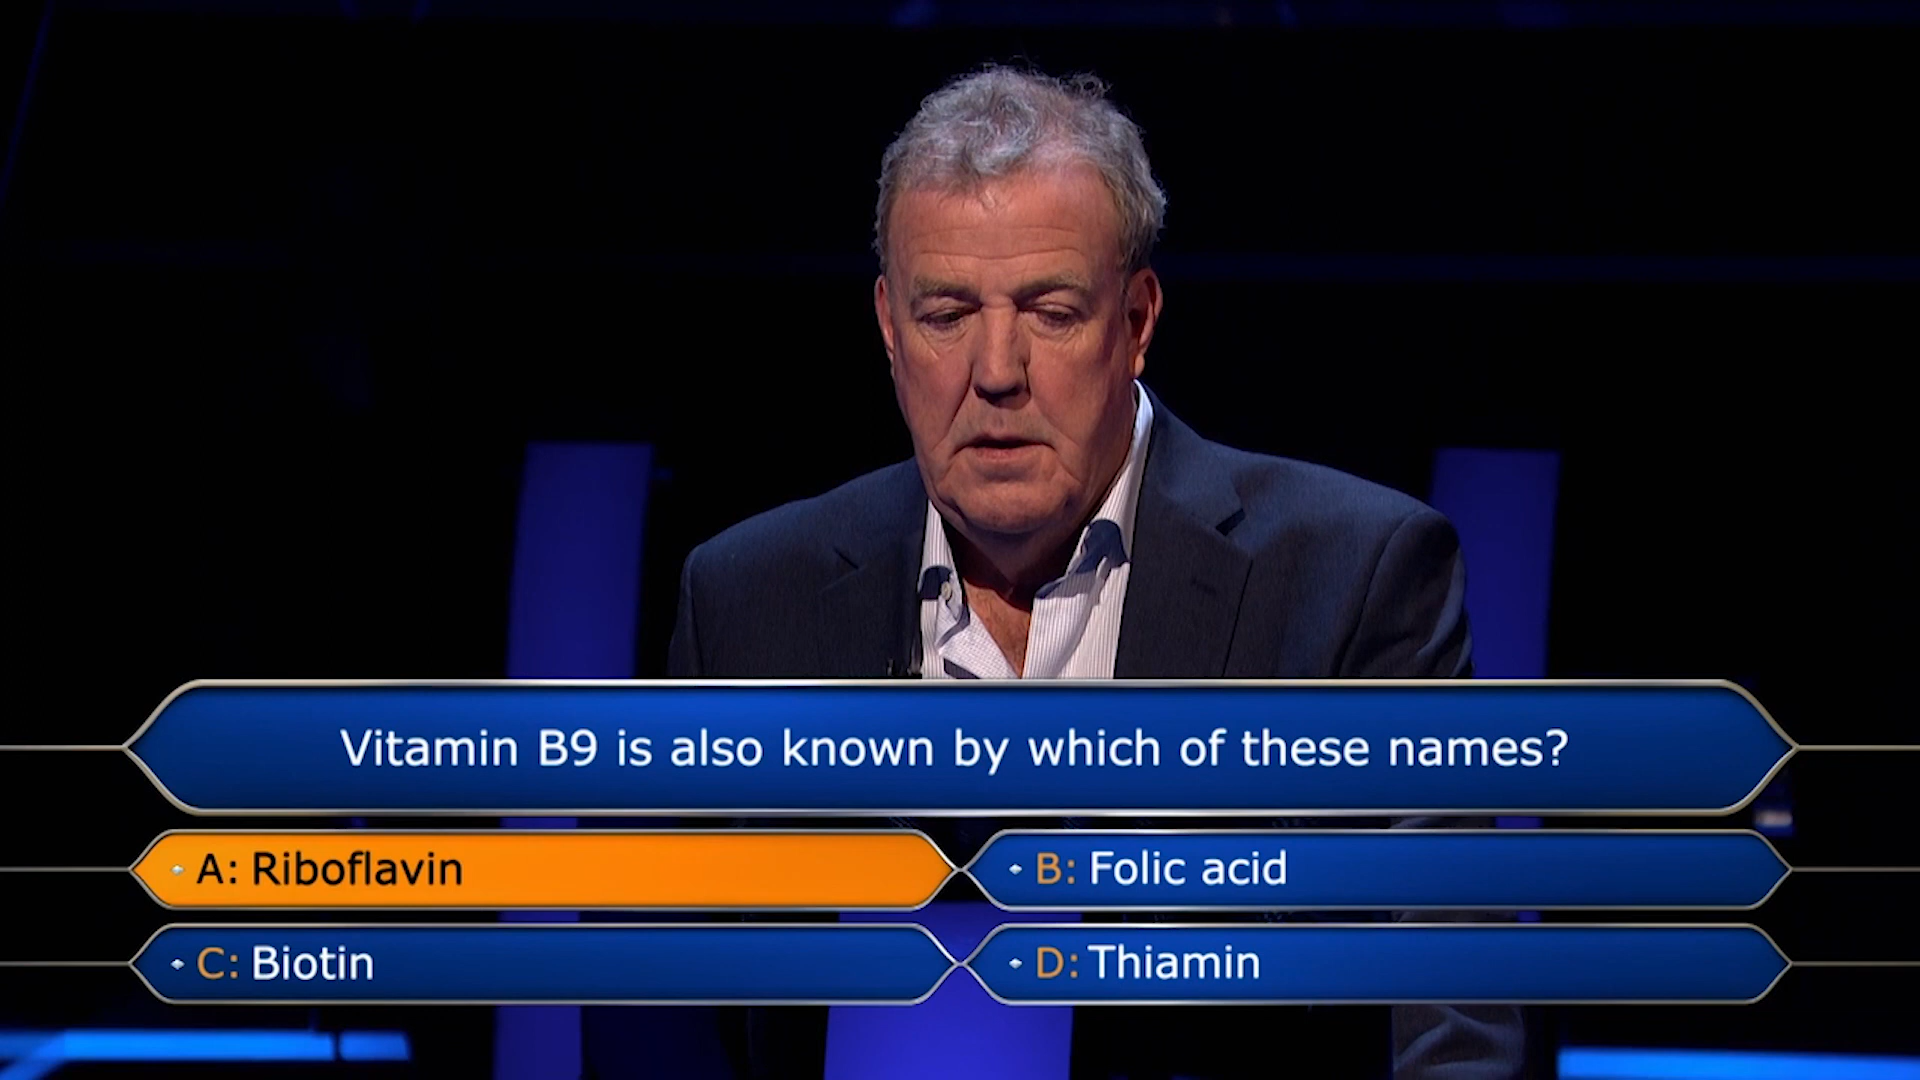 Vitamin B9 is also known by which of these names?
A: Riboflavin
B: Folic acid
C: Biotin
D: Thiamin